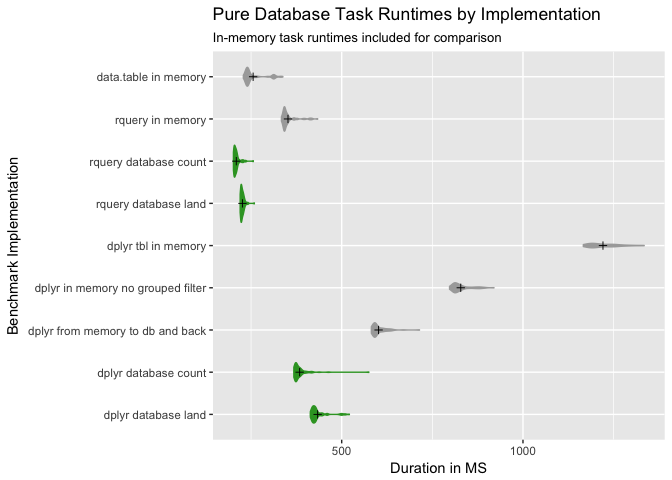 Pure Database Task Runtimes by Implementation
In-memory task runtimes included for comparison
Benchmark Implementation
data.table in memory
rquery in memory
rquery database count
rquery database land
dplyr tbl in memory
dplyr in memory no grouped filter
dplyr from memory to db and back
dplyr database count
dplyr database land
500
1000
Duration in MS